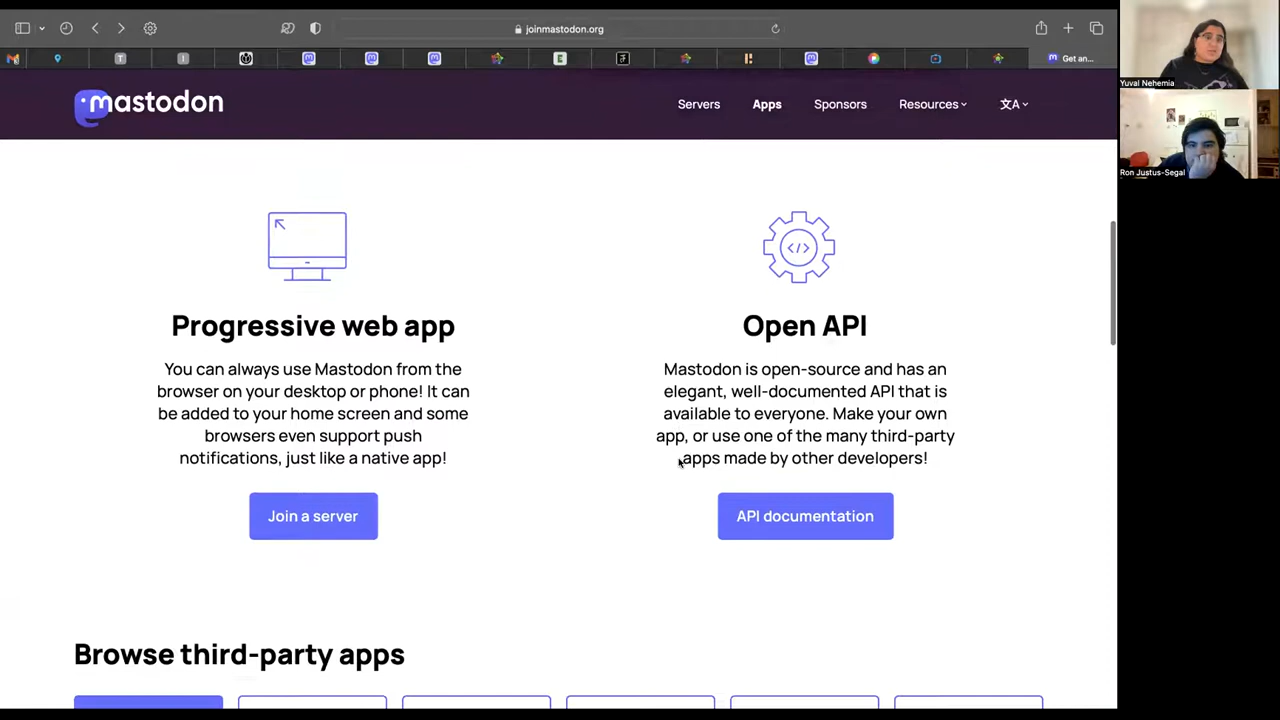 joinmastodon.org
Get an...
mastodon
Servers
Apps
Sponsors
Resources
文A
Progressive web app
You can always use Mastodon from the
browser on your desktop or phone! It can
be added to your home screen and some
browsers even support push
notifications, just like a native app!
Join a server
Open API
Mastodon is open-source and has an
elegant, well-documented API that is
available to everyone. Make your own
app, or use one of the many third-party
apps made by other developers!
API documentation
Browse third-party apps
Yuval Nehemia
Ron Justus-Segal